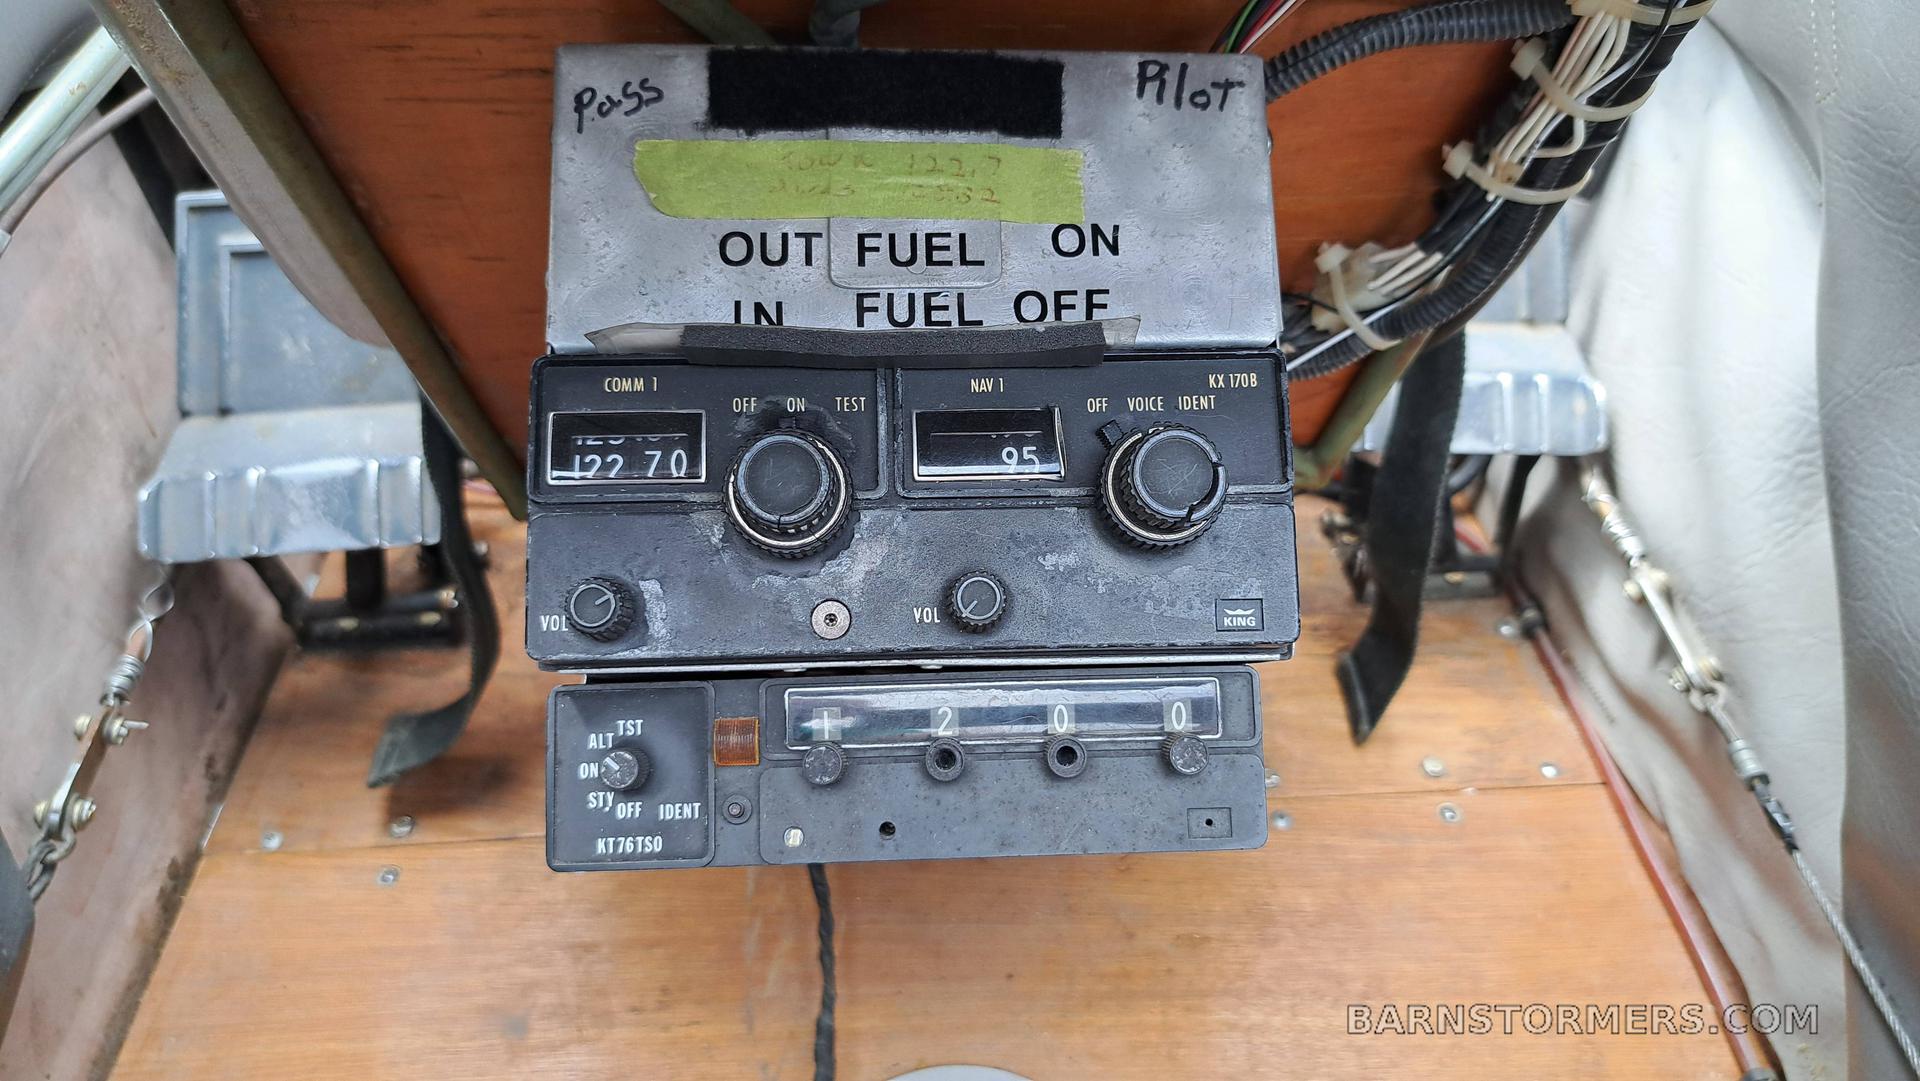 Pass
Pilot
122.7
OUT FUEL ON
IN FUEL OFF
COMM 1
OFF ON TEST
122 70
NAV 1
KX 170B
OFF VOICE IDENT
95
VOL
VOL
KING
TST
ALT
ON
STY
OFF IDENT
KT76TSO
1 2 0 0
BARNSTORMERS.COM